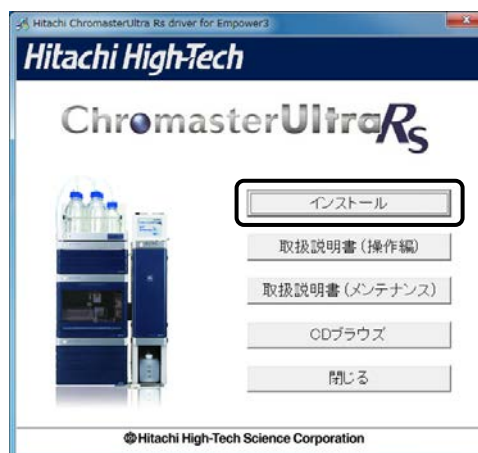 Hitachi ChromasterUltra Rs driver for Empower3
Hitachi High-Tech
ChromasterUltraRs
インストール
取扱説明書(操作編)
取扱説明書(メンテナンス)
CDブラウズ
閉じる
Hitachi High-Tech Science Corporation